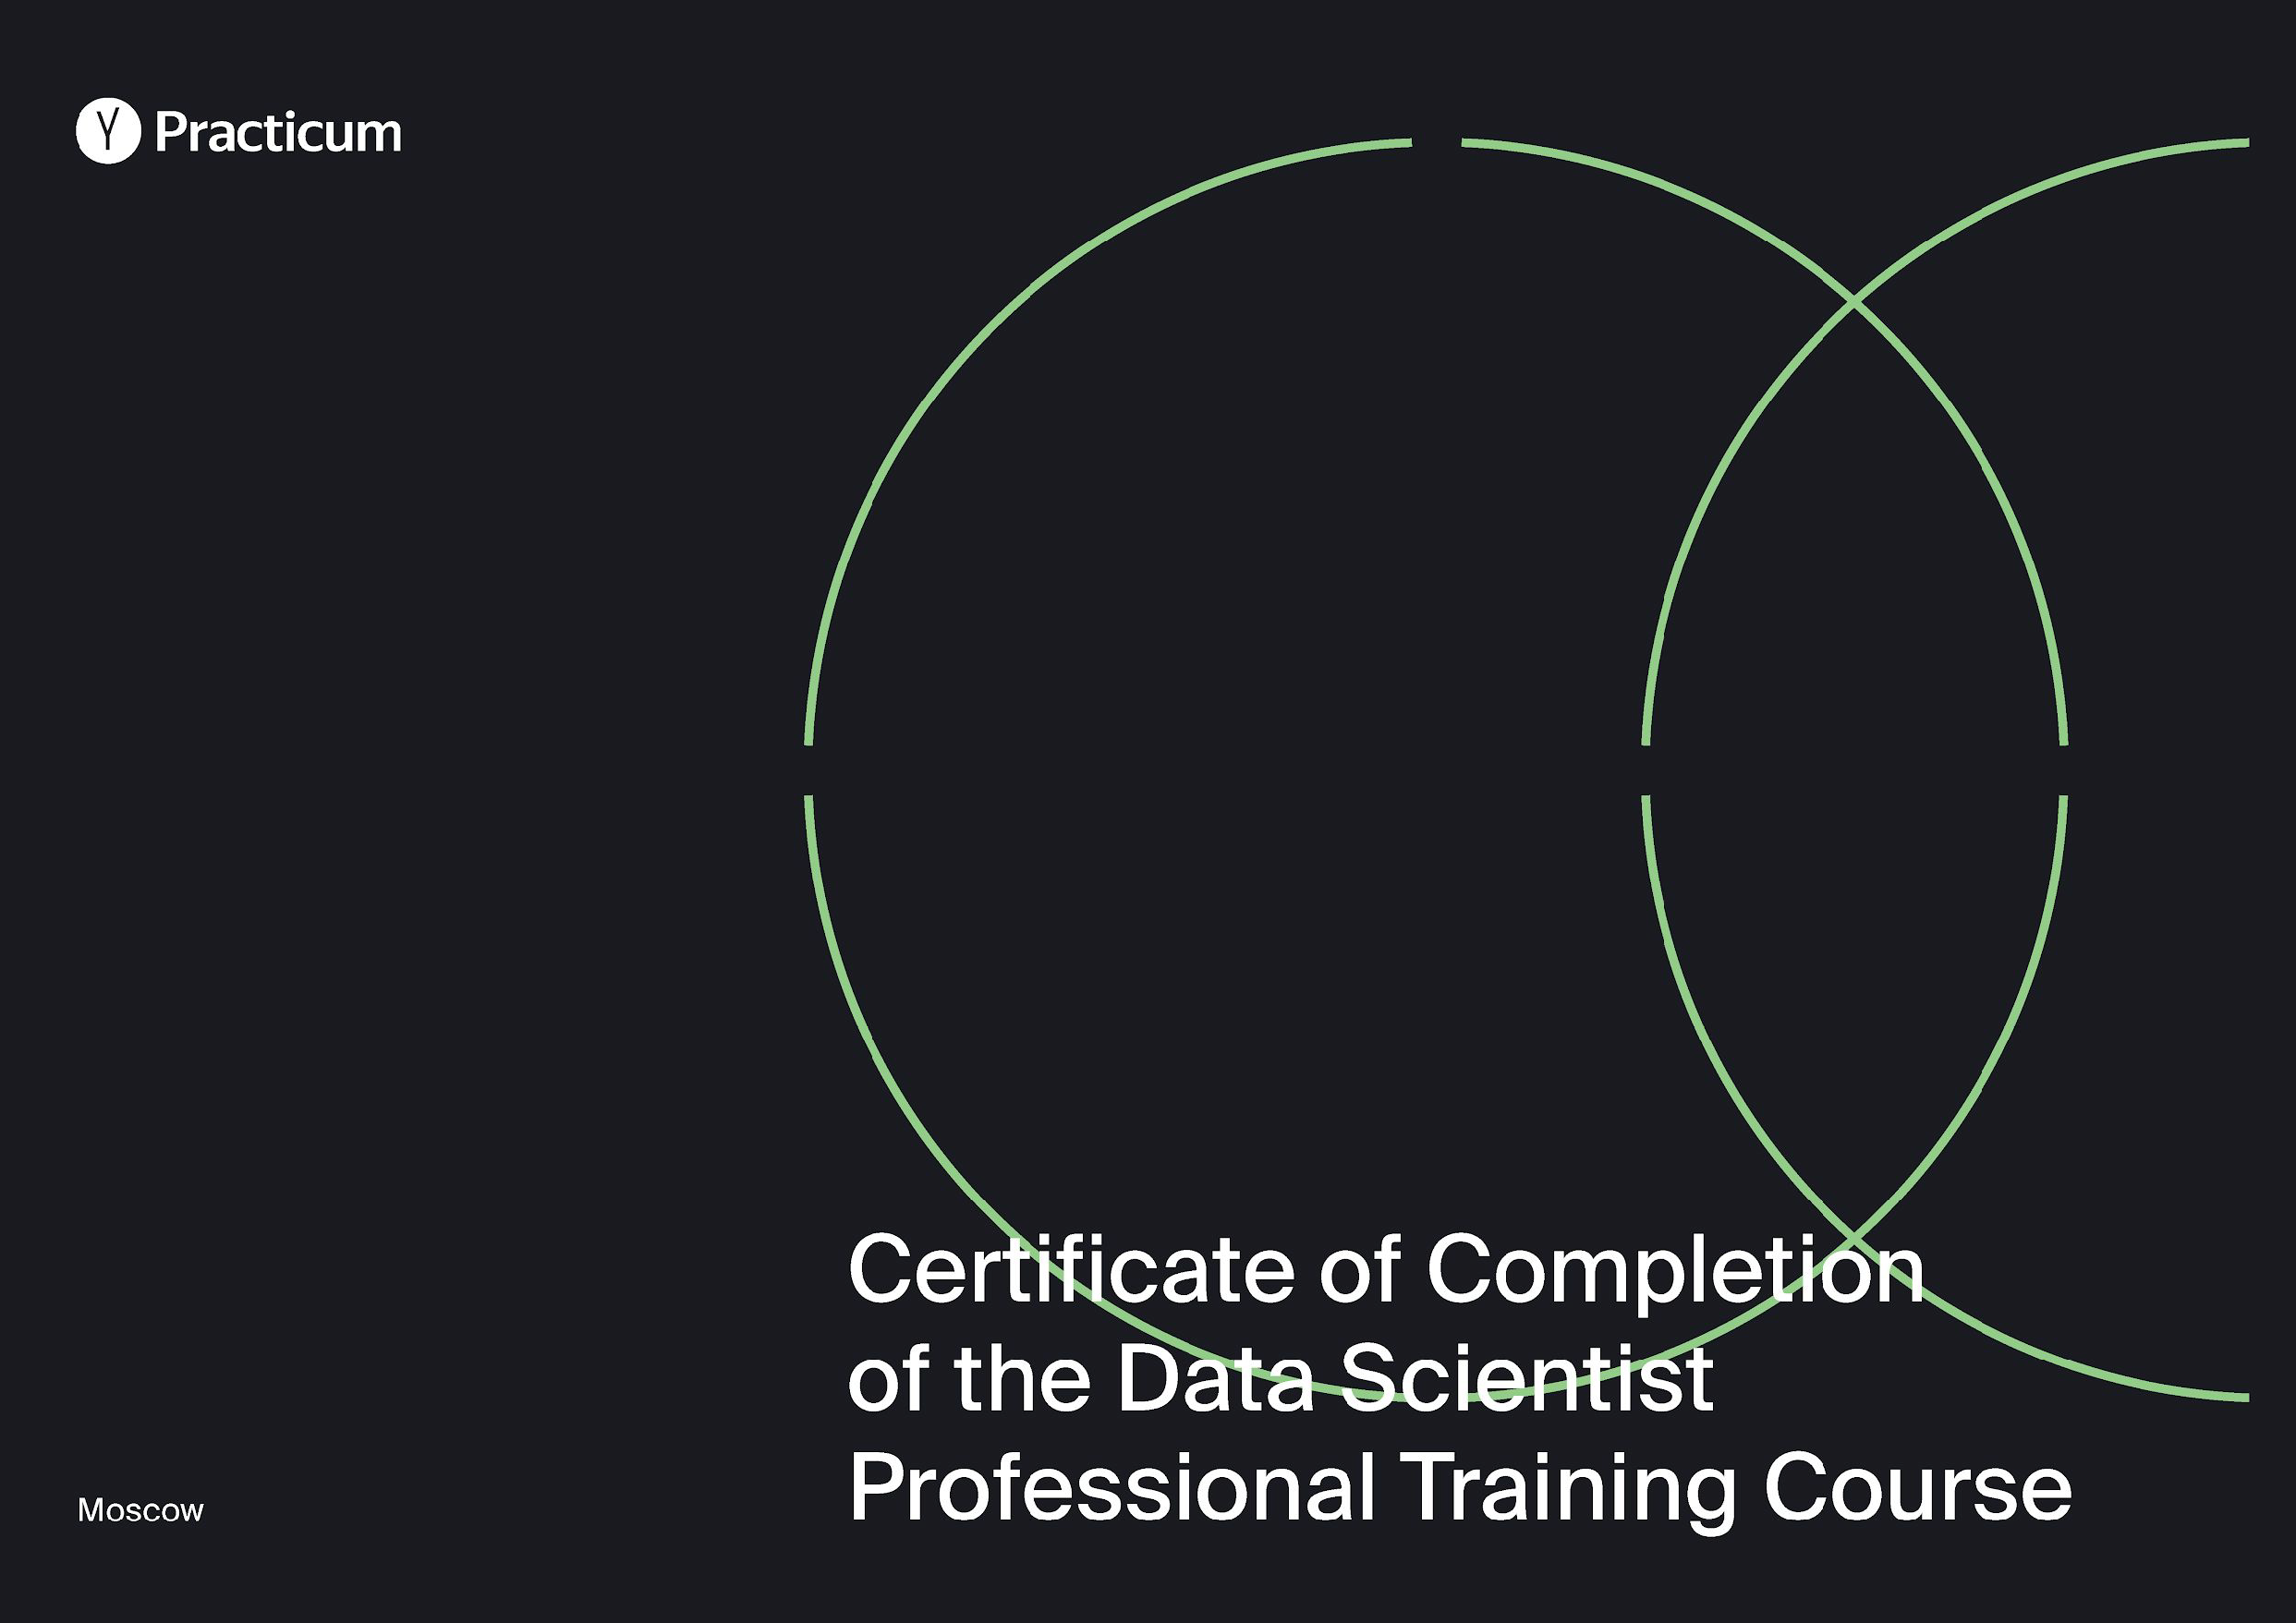 Y Practicum
Certificate of Completion
of the Data Scientist
Professional Training Course
Moscow